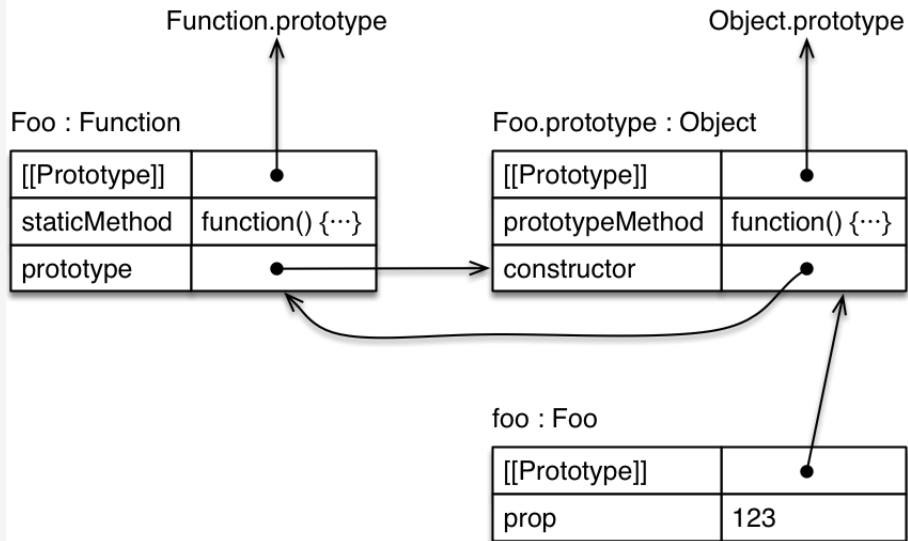 Function.prototype
Object.prototype
Foo : Function
[[Prototype]]
staticMethod function() {⋯}
prototype
Foo.prototype : Object
[[Prototype]]
prototypeMethod function() {⋯}
constructor
foo : Foo
[[Prototype]]
prop 123